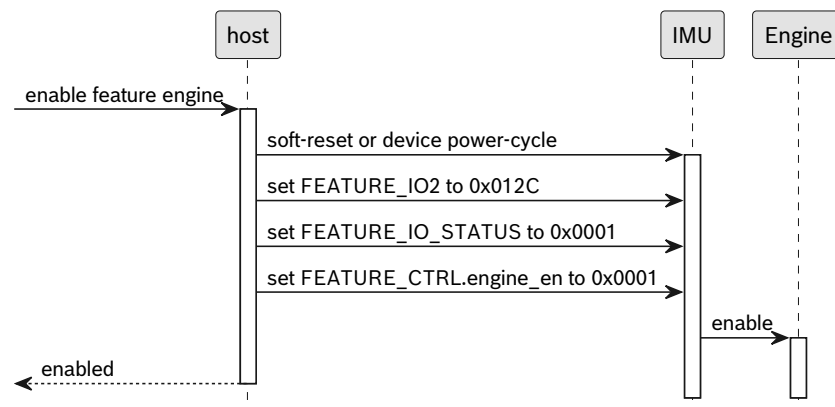 host
IMU
Engine
enable feature engine
soft-reset or device power-cycle
set FEATURE_IO2 to 0x012C
set FEATURE_IO_STATUS to 0x0001
set FEATURE_CTRL.engine_en to 0x0001
enable
enabled